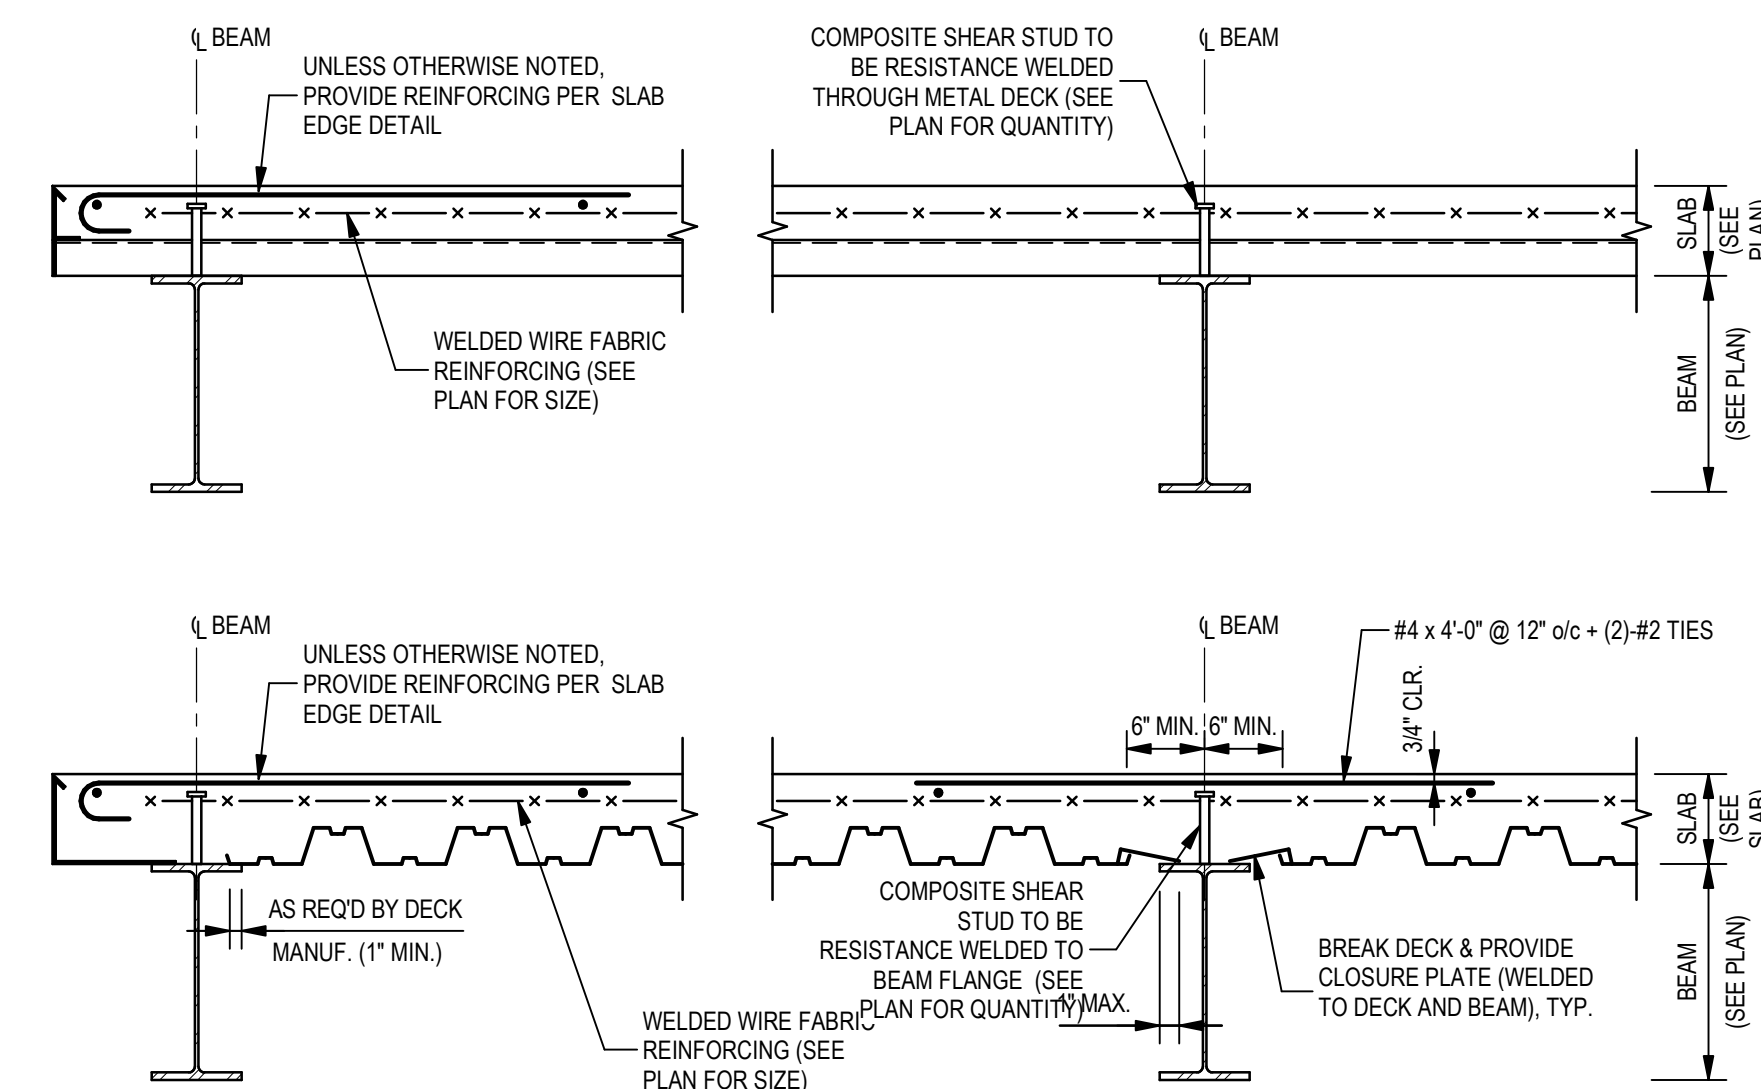 ℄ BEAM
UNLESS OTHERWISE NOTED,
PROVIDE REINFORCING PER SLAB
EDGE DETAIL
WELDED WIRE FABRIC
REINFORCING (SEE
PLAN FOR SIZE)
COMPOSITE SHEAR STUD TO
BE RESISTANCE WELDED
THROUGH METAL DECK (SEE
PLAN FOR QUANTITY)
℄ BEAM
SLAB
(SEE
PLAN)
BEAM
(SEE PLAN)
℄ BEAM
UNLESS OTHERWISE NOTED,
PROVIDE REINFORCING PER SLAB
EDGE DETAIL
AS REQ'D BY DECK
MANUF. (1" MIN.)
WELDED WIRE FABRIC
REINFORCING (SEE
PLAN FOR SIZE)
℄ BEAM
#4 x 4'-0" @ 12" o/c + (2)-#2 TIES
6" MIN.
6" MIN.
3/4" CLR.
COMPOSITE SHEAR
STUD TO BE
RESISTANCE WELDED TO
BEAM FLANGE (SEE
PLAN FOR QUANTITY)
1" MAX.
BREAK DECK & PROVIDE
CLOSURE PLATE (WELDED
TO DECK AND BEAM), TYP.
SLAB
(SEE
SLAB)
BEAM
(SEE PLAN)